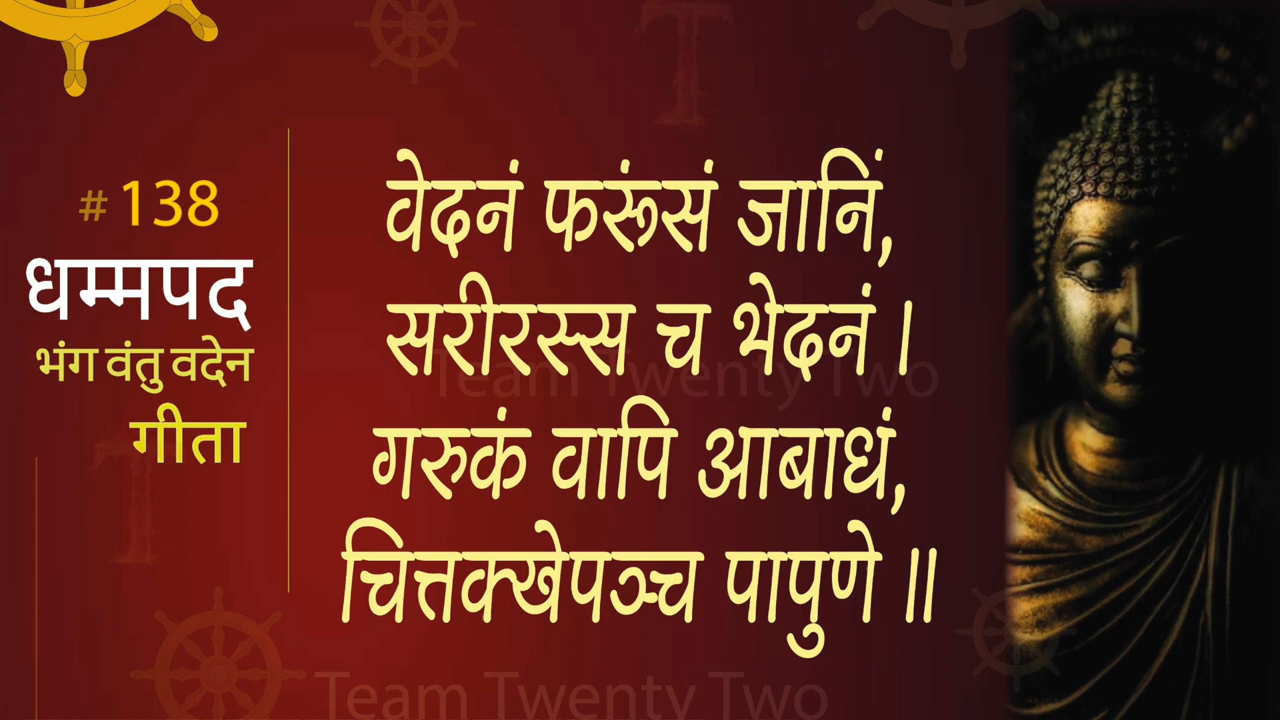 # 138
धम्मपद
भंग वंतु वदेन
गीता
वेदनं फरूंसं जानिं,
सरीरस्स च भेदनं ।
गरुकं वापि आबाधं,
चित्तक्खेपञ्च पापुणे ॥
Team Twenty Two
Team Twenty Two